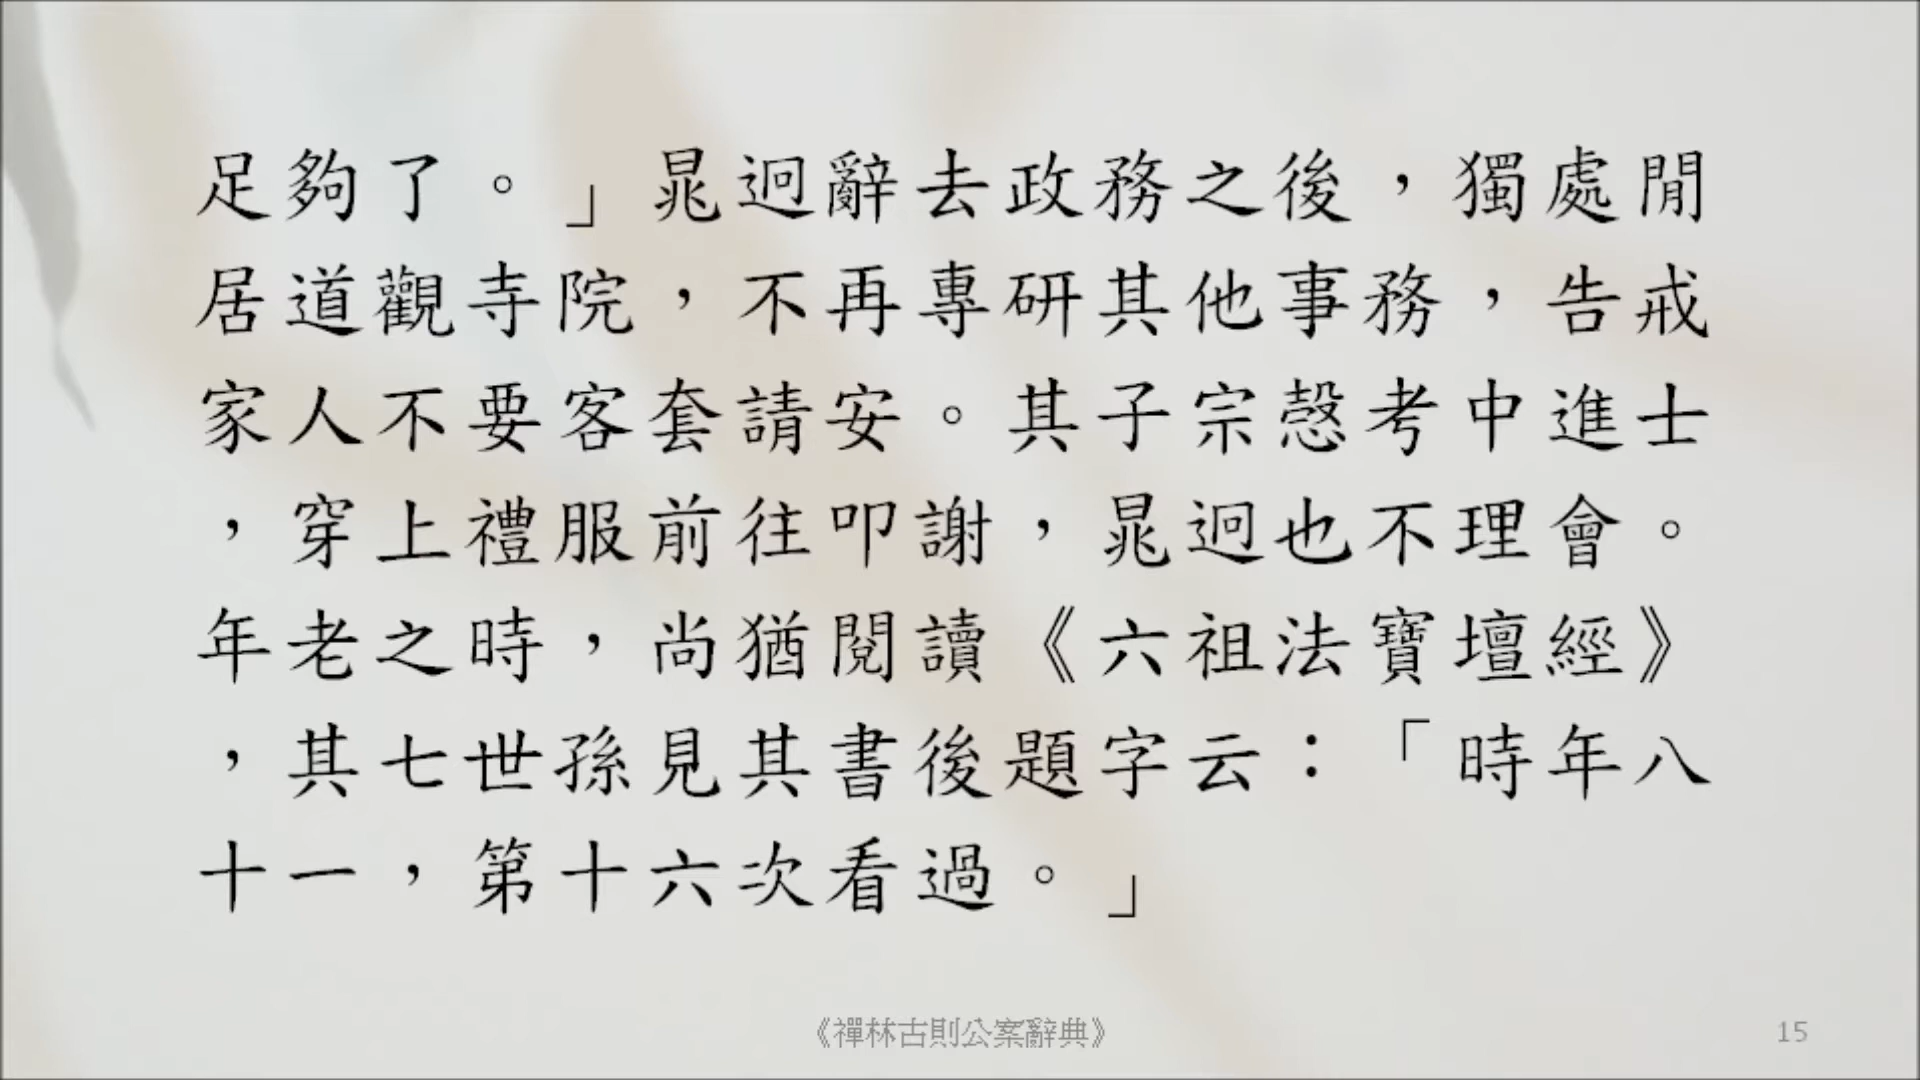 足夠了。」晁迥辭去政務之後，獨處閒
居道觀寺院，不再專研其他事務，告戒
家人不要客套請安。其子宗愨考中進士
，穿上禮服前往叩謝，晁迥也不理會。
年老之時，尚猶閱讀《六祖法寶壇經》
，其七世孫見其書後題字云：「時年八
十一，第十六次看過。」
《禪林古則公案辭典》
15